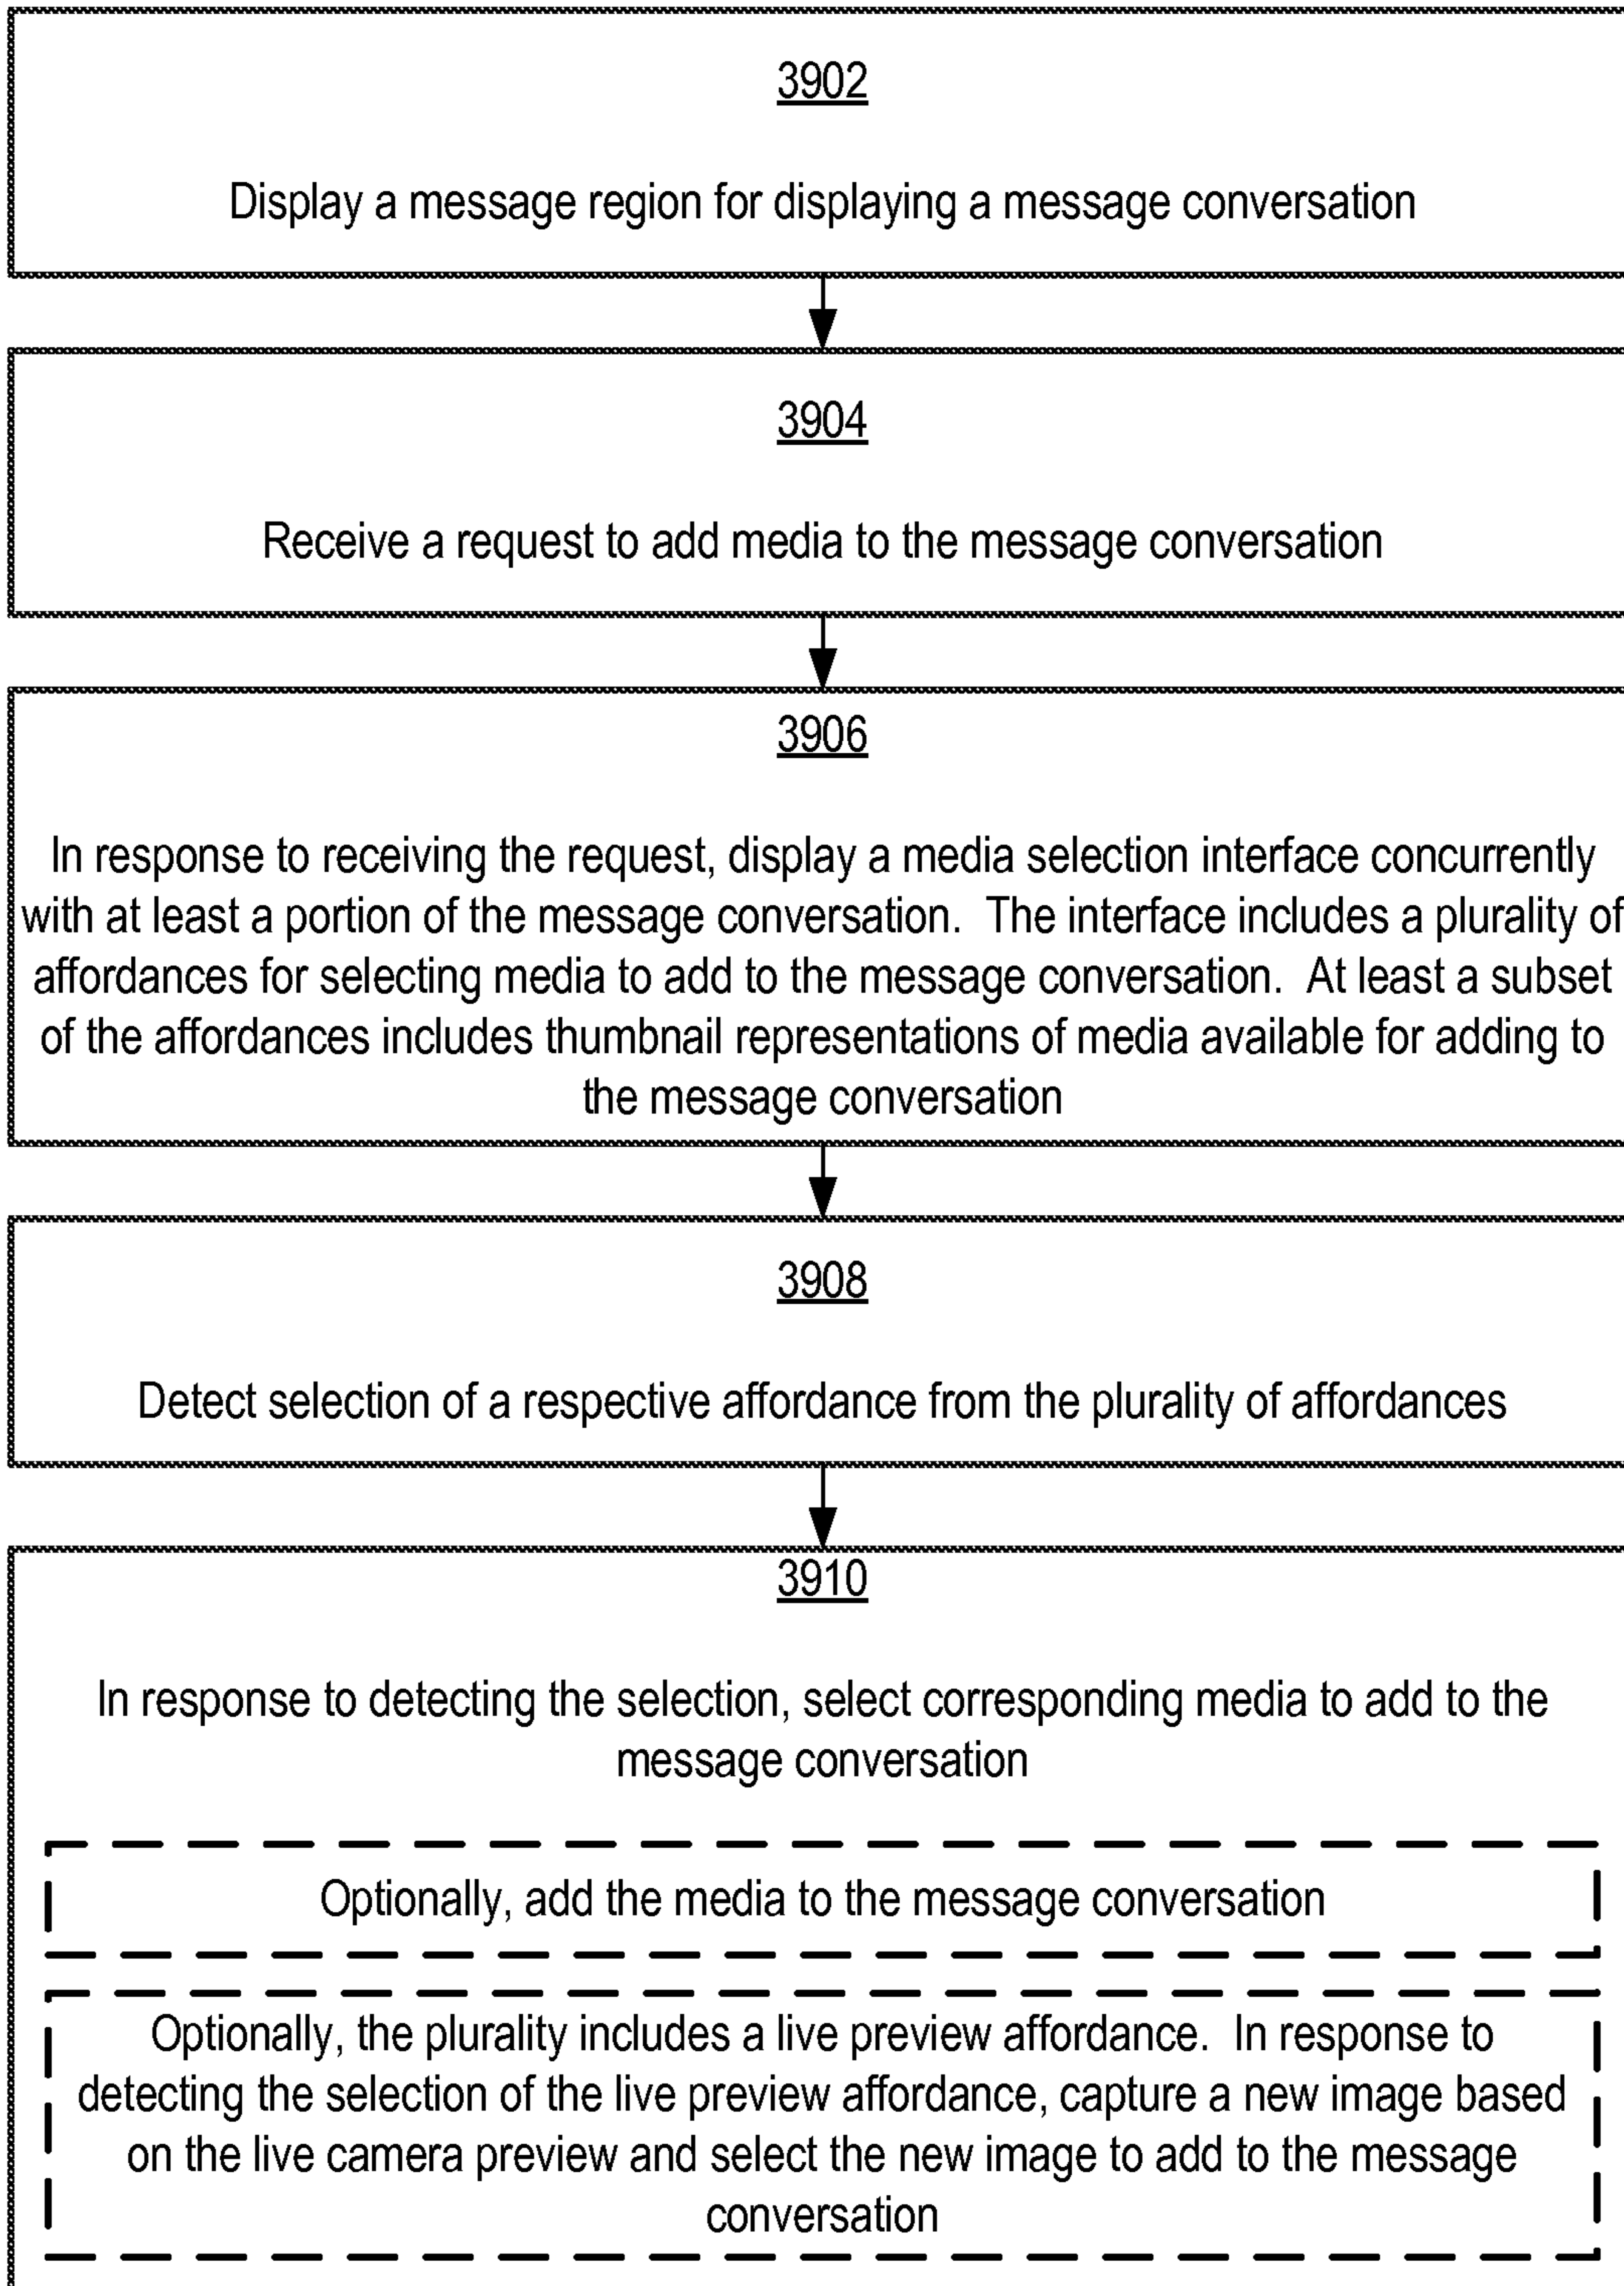 3902
Display a message region for displaying a message conversation
3904
Receive a request to add media to the message conversation
3906
In response to receiving the request, display a media selection interface concurrently
with at least a portion of the message conversation.  The interface includes a plurality of
affordances for selecting media to add to the message conversation.  At least a subset
of the affordances includes thumbnail representations of media available for adding to
the message conversation
3908
Detect selection of a respective affordance from the plurality of affordances
3910
In response to detecting the selection, select corresponding media to add to the
message conversation
Optionally, add the media to the message conversation
Optionally, the plurality includes a live preview affordance.  In response to
detecting the selection of the live preview affordance, capture a new image based
on the live camera preview and select the new image to add to the message
conversation